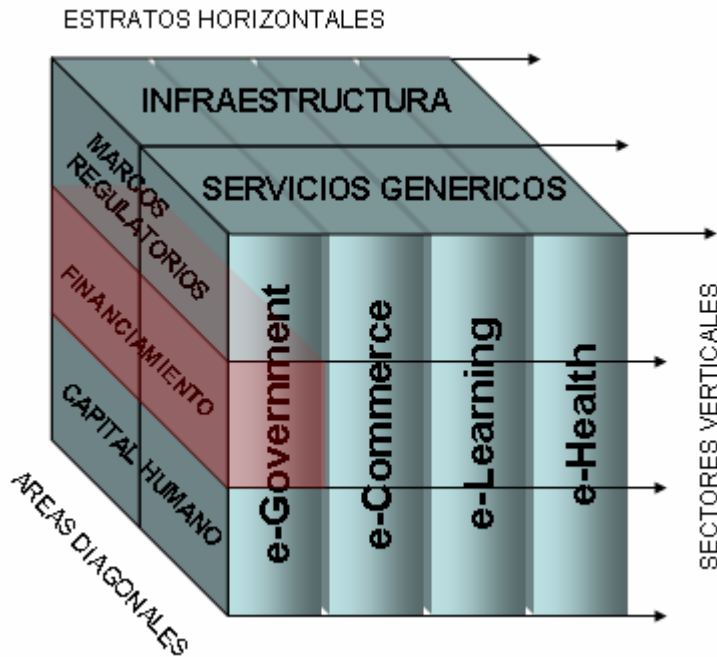 ESTRATOS HORIZONTALES
INFRAESTRUCTURA
SERVICIOS GENERICOS
MARCOS
REGULATORIOS
FINANCIAMIENTO
CAPITAL HUMANO
AREAS DIAGONALES
e-Government
e-Commerce
e-Learning
e-Health
SECTORES VERTICALES